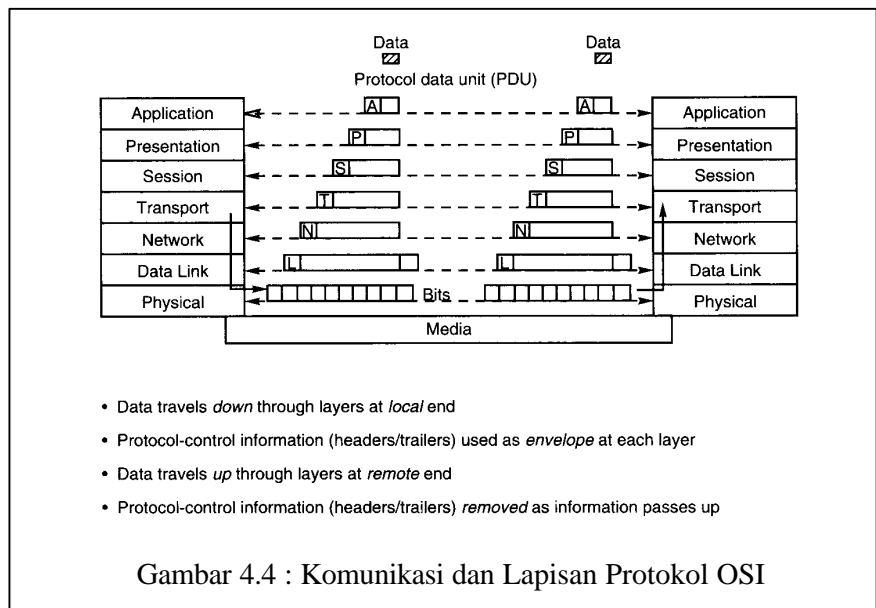 Data Data
Protocol data unit (PDU)
Application A A Application
Presentation P P Presentation
Session S S Session
Transport T T Transport
Network N N Network
Data Link L L Data Link
Physical Bits Physical
Media
• Data travels down through layers at local end
• Protocol-control information (headers/trailers) used as envelope at each layer
• Data travels up through layers at remote end
• Protocol-control information (headers/trailers) removed as information passes up
Gambar 4.4 : Komunikasi dan Lapisan Protokol OSI